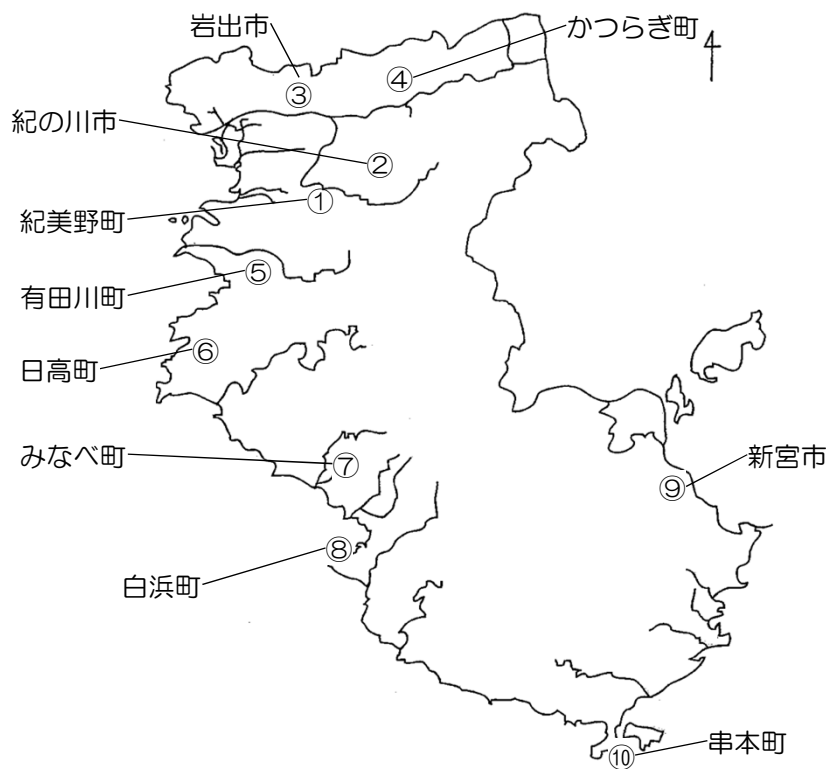 岩出市
かつらぎ町
④
③
紀の川市
②
①
紀美野町
⑤
有田川町
⑥
日高町
みなべ町
⑦
新宮市
⑨
⑧
白浜町
串本町
⑩